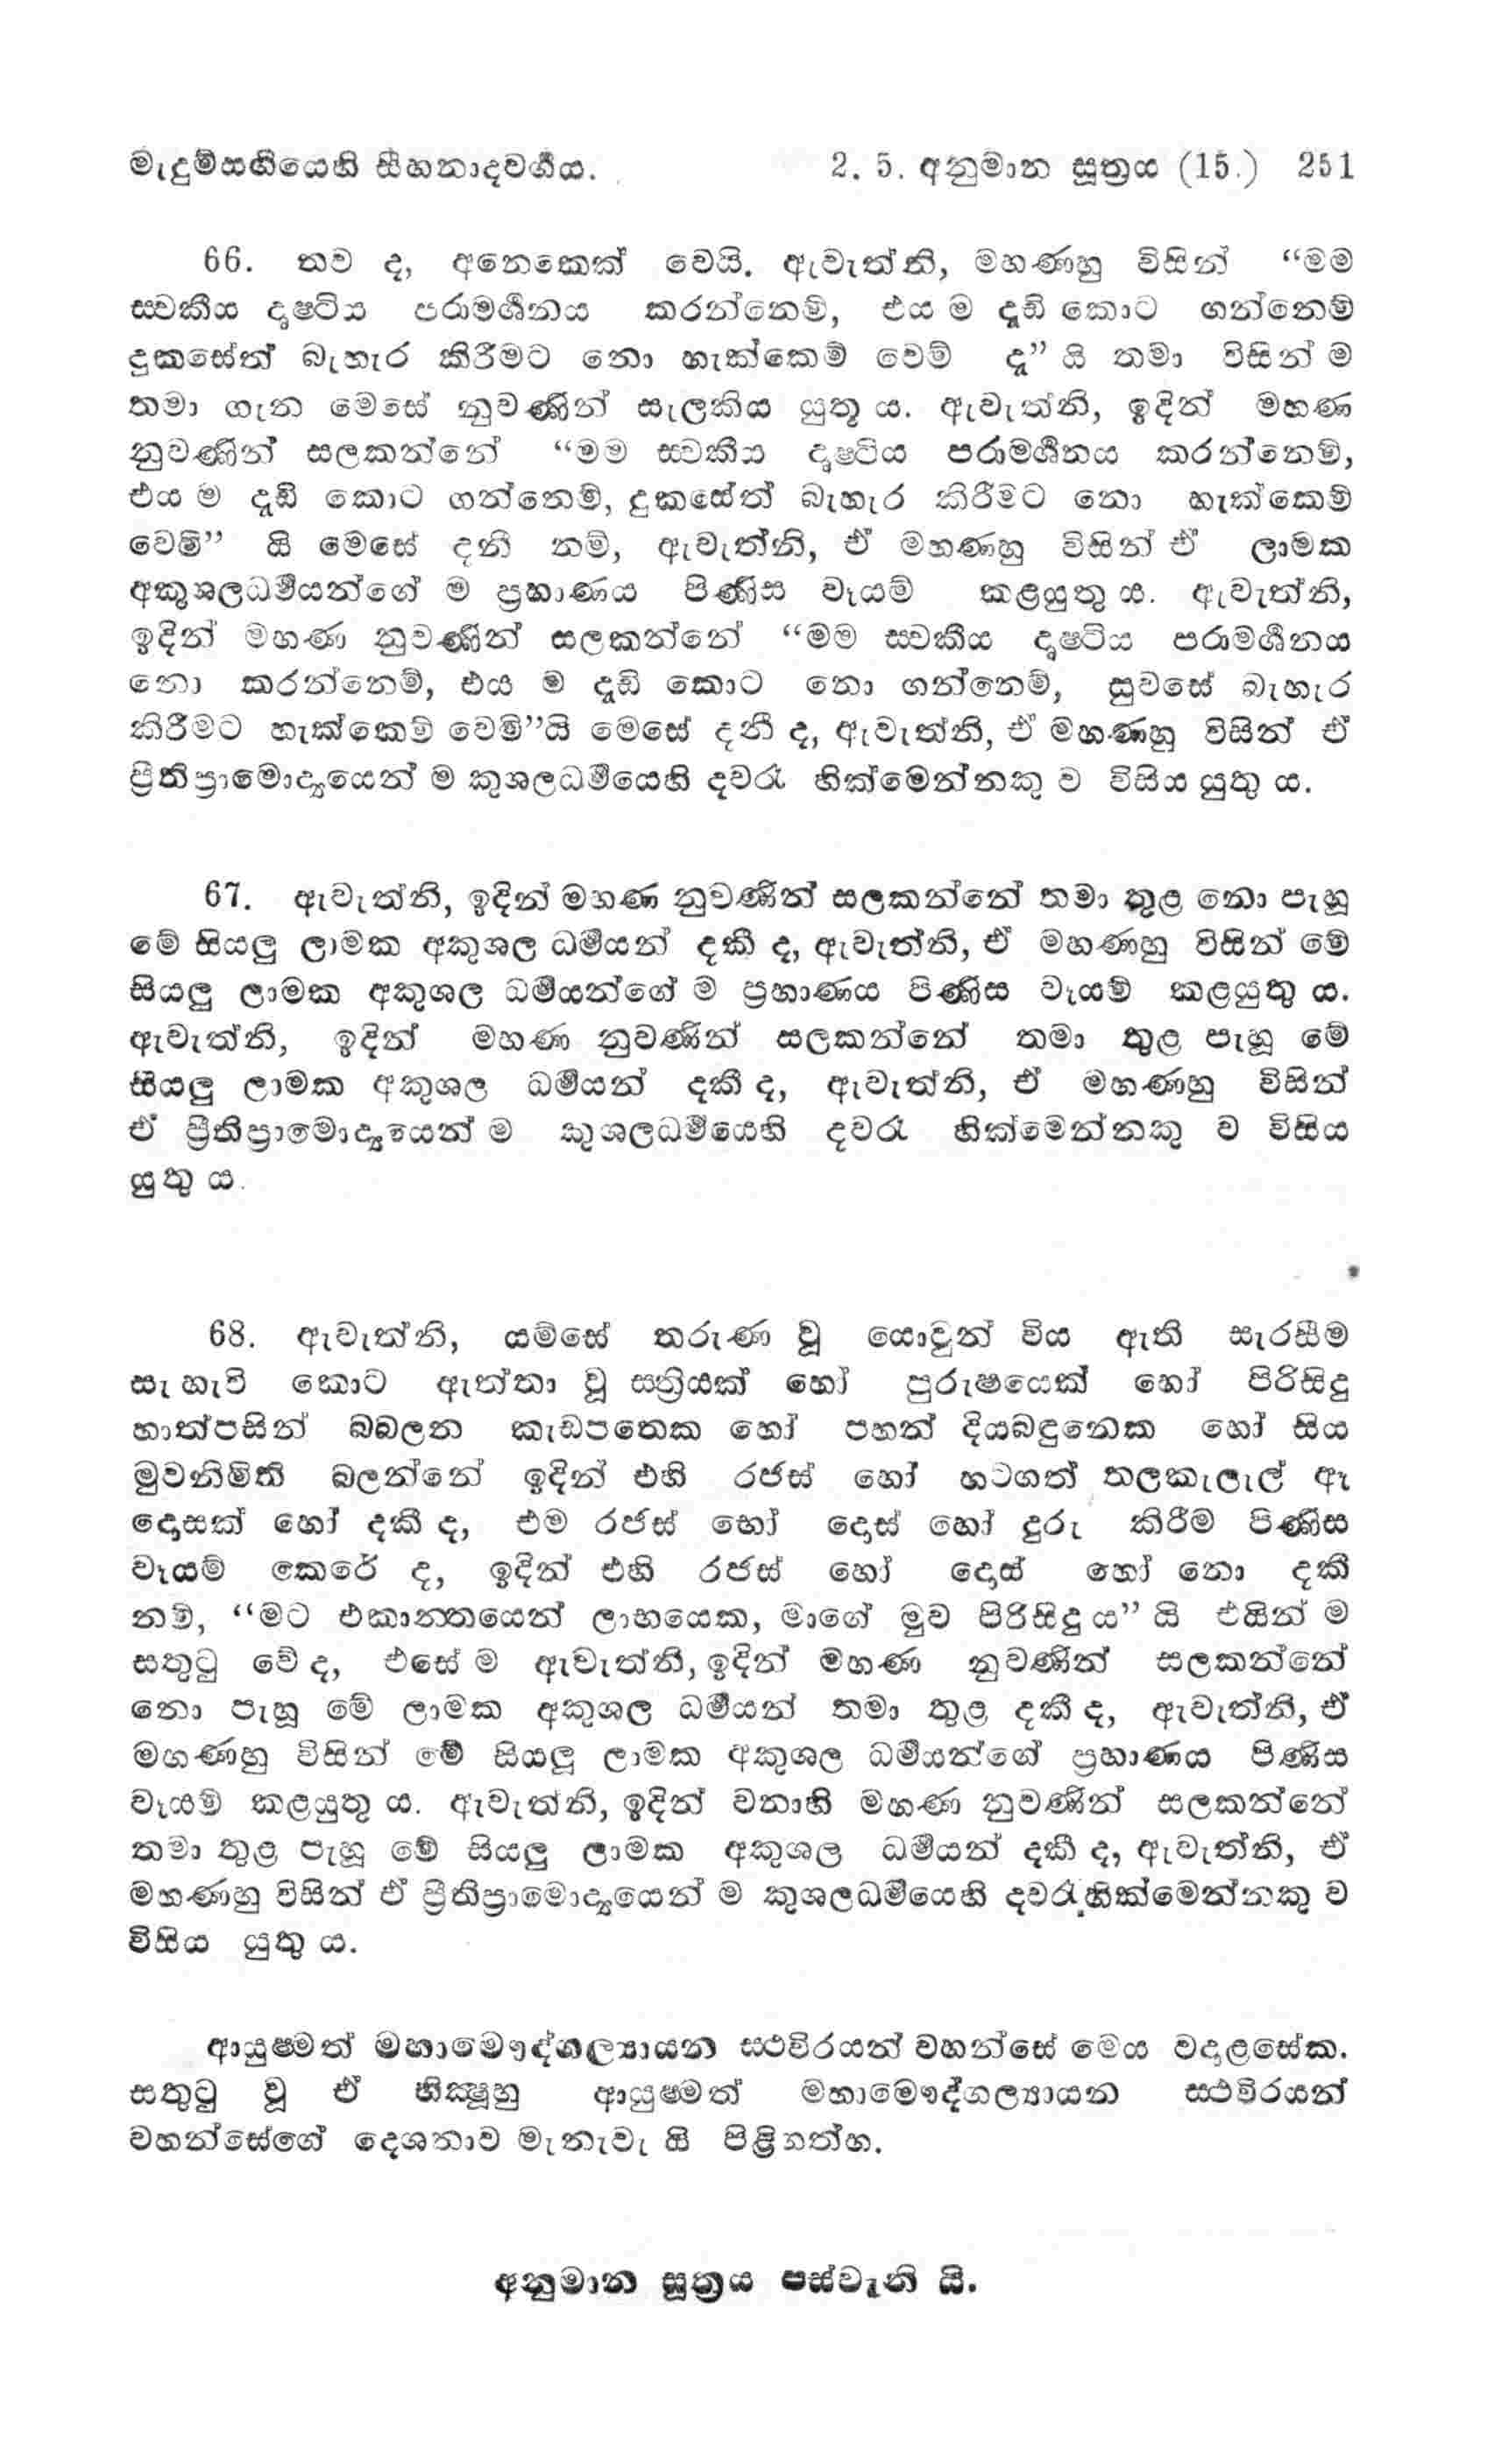 මැදුම්සඟියෙහි සීහනාදවර්‍ගය. 2. 5. අනුමාන සූත්‍රය (15.) 251
66. තව ද, අනෙකෙක් වෙයි. ඇවැත්නි, මහණහු විසින් “මම
ස්වකීය දෘෂ්ටිය පරාමර්‍ශනය කරන්නෙම්, එය ම දැඩි කොට ගන්නෙම්
දුකසේත් බැහැර කිරීමට නො හැක්කෙම් වෙම් දැ” යි තමා විසින් ම
තමා ගැන මෙසේ නුවණින් සැලකිය යුතු ය. ඇවැත්නි, ඉදින් මහණ
නුවණින් සලකන්නේ “මම ස්වකීය දෘෂ්ටිය පරාමර්‍ශනය කරන්නෙම්,
එය ම දැඩි කොට ගන්නෙම්, දුකසේත් බැහැර කිරීමට නො හැක්කෙම්
වෙමි” යි මෙසේ දනී නම්, ඇවැත්නි, ඒ මහණහු විසින් ඒ ලාමක
අකුශලධර්‍මයන්ගේ ම ප්‍රහාණය පිණිස වෑයම් කළයුතු ය. ඇවැත්නි,
ඉදින් මහණ නුවණින් සලකන්නේ “මම ස්වකීය දෘෂ්ටිය පරාමර්‍ශනය
නො කරන්නෙම්, එය ම දැඩි කොට නො ගන්නෙම්, සුවසේ බැහැර
කිරීමට හැක්කෙම් වෙමි”යි මෙසේ දනී ද, ඇවැත්නි, ඒ මහණහු විසින් ඒ
ප්‍රීතිප්‍රාමොද්‍යයෙන් ම කුශලධර්‍මයෙහි දවරෑ හික්මෙන්නකු ව විසිය යුතු ය.
67. ඇවැත්නි, ඉදින් මහණ නුවණින් සලකන්නේ තමා තුළ නො පැහූ
මේ සියලු ලාමක අකුශල ධර්‍මයන් දකී ද, ඇවැත්නි, ඒ මහණහු විසින් මේ
සියලු ලාමක අකුශල ධර්‍මයන්ගේ ම ප්‍රහාණය පිණිස වෑයම් කළයුතු ය.
ඇවැත්නි, ඉදින් මහණ නුවණින් සලකන්නේ තමා තුළ පැහූ මේ
සියලු ලාමක අකුශල ධර්‍මයන් දකී ද, ඇවැත්නි, ඒ මහණහු විසින්
ඒ ප්‍රීතිප්‍රාමොද්‍යයෙන් ම කුශලධර්‍මයෙහි දවරෑ හික්මෙන්නකු ව විසිය
යුතු ය.
68. ඇවැත්නි, යම්සේ තරුණ වූ යොවුන් විය ඇති සැරසීම
සැහැවි කොට ඇත්තා වූ ස්ත්‍රියක් හෝ පුරුෂයෙක් හෝ පිරිසිදු
හාත්පසින් බබලන කැඩපතෙක හෝ පහන් දියබඳුනෙක හෝ සිය
මුවනිමිති බලන්නේ ඉදින් එහි රජස් හෝ හටගත් තලකැලැල් ඈ
දොසක් හෝ දකී ද, එම රජස් හෝ දොස් හෝ දුරු කිරීම පිණිස
වෑයම් කෙරේ ද, ඉදින් එහි රජස් හෝ දොස් හෝ නො දකී
නම්, “මට එකාන්තයෙන් ලාභයෙක, මාගේ මුව පිරිසිදු ය” යි එයින් ම
සතුටු වේ ද, එසේ ම ඇවැත්නි, ඉදින් මහණ නුවණින් සලකන්නේ
නො පැහූ මේ ලාමක අකුශල ධර්‍මයන් තමා තුළ දකී ද, ඇවැත්නි, ඒ
මහණහු විසින් මේ සියලු ලාමක අකුශල ධර්‍මයන්ගේ ප්‍රහාණය පිණිස
වෑයම් කළයුතු ය. ඇවැත්නි, ඉදින් වනාහි මහණ නුවණින් සලකන්නේ
තමා තුළ පැහූ මේ සියලු ලාමක අකුශල ධර්‍මයන් දකී ද, ඇවැත්නි, ඒ
මහණහු විසින් ඒ ප්‍රීතිප්‍රාමොද්‍යයෙන් ම කුශලධර්‍මයෙහි දවරෑ හික්මෙන්නකු ව
විසිය යුතු ය.
ආයුෂ්මත් මහාමෞද්ගල්‍යායන ස්ථවිරයන් වහන්සේ මෙය වදාළසේක.
සතුටු වූ ඒ භික්‍ෂූහු ආයුෂ්මත් මහාමෞද්ගල්‍යායන ස්ථවිරයන්
වහන්සේගේ දෙශනාව මැනැවැ යි පිළිගත්හ.
අනුමාන සූත්‍රය පස්වැනි යි.